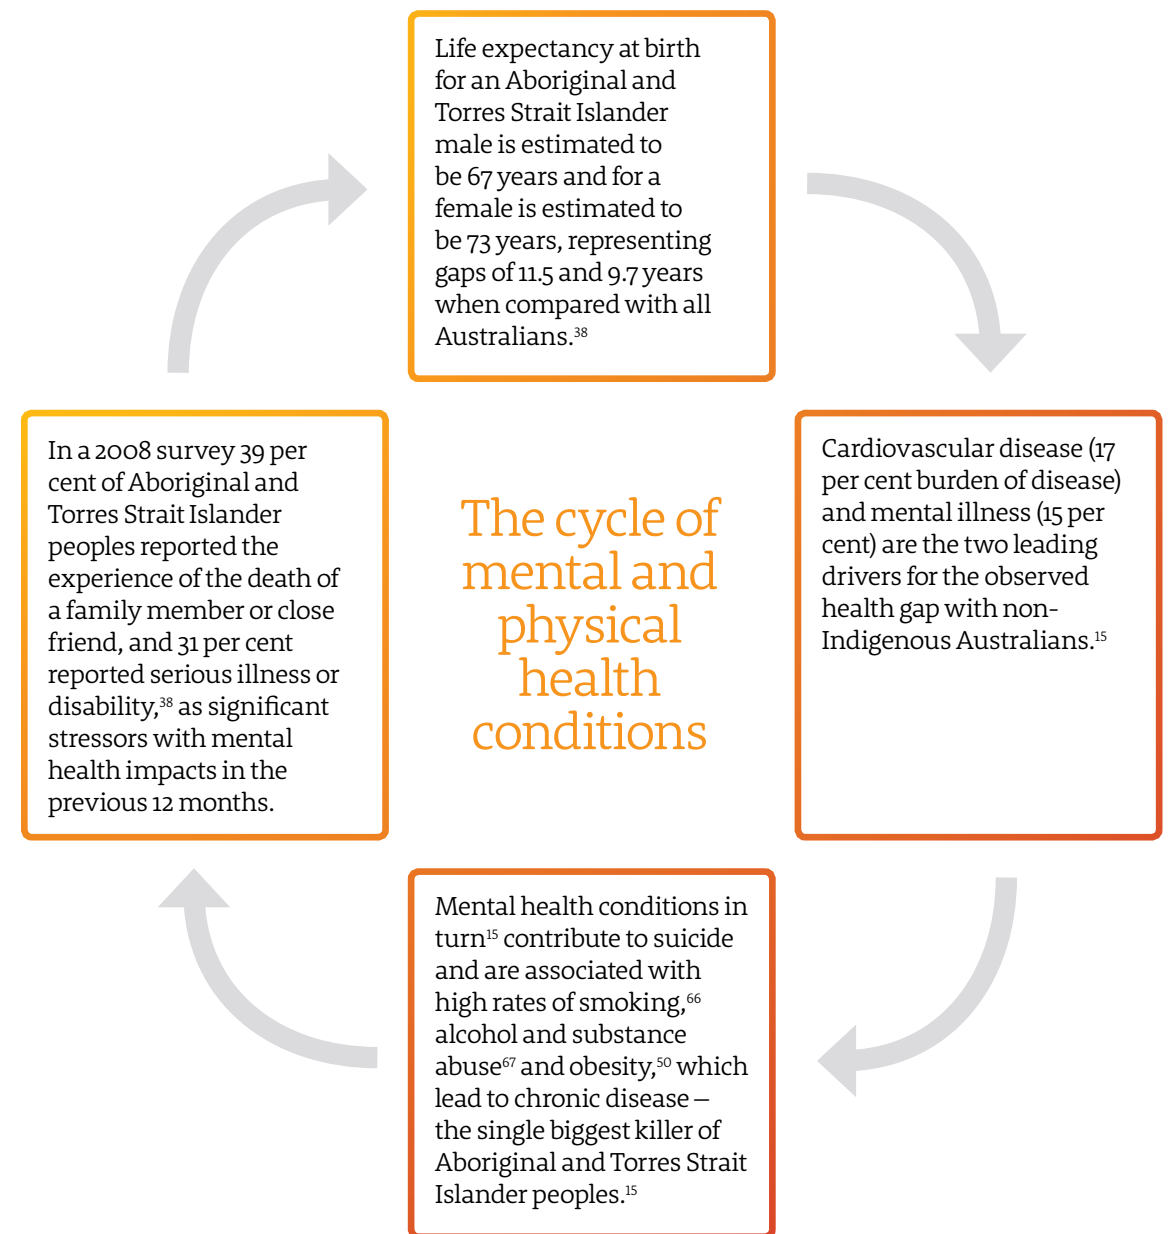 Life expectancy at birth
for an Aboriginal and
Torres Strait Islander
male is estimated to
be 67 years and for a
female is estimated to
be 73 years, representing
gaps of 11.5 and 9.7 years
when compared with all
Australians.³⁸
Cardiovascular disease (17
per cent burden of disease)
and mental illness (15 per
cent) are the two leading
drivers for the observed
health gap with non-
Indigenous Australians.¹⁵
Mental health conditions in
turn¹⁵ contribute to suicide
and are associated with
high rates of smoking,⁶⁶
alcohol and substance
abuse⁶⁷ and obesity,⁵⁰ which
lead to chronic disease –
the single biggest killer of
Aboriginal and Torres Strait
Islander peoples.¹⁵
In a 2008 survey 39 per
cent of Aboriginal and
Torres Strait Islander
peoples reported the
experience of the death of
a family member or close
friend, and 31 per cent
reported serious illness or
disability,³⁸ as significant
stressors with mental
health impacts in the
previous 12 months.
The cycle of
mental and
physical
health
conditions